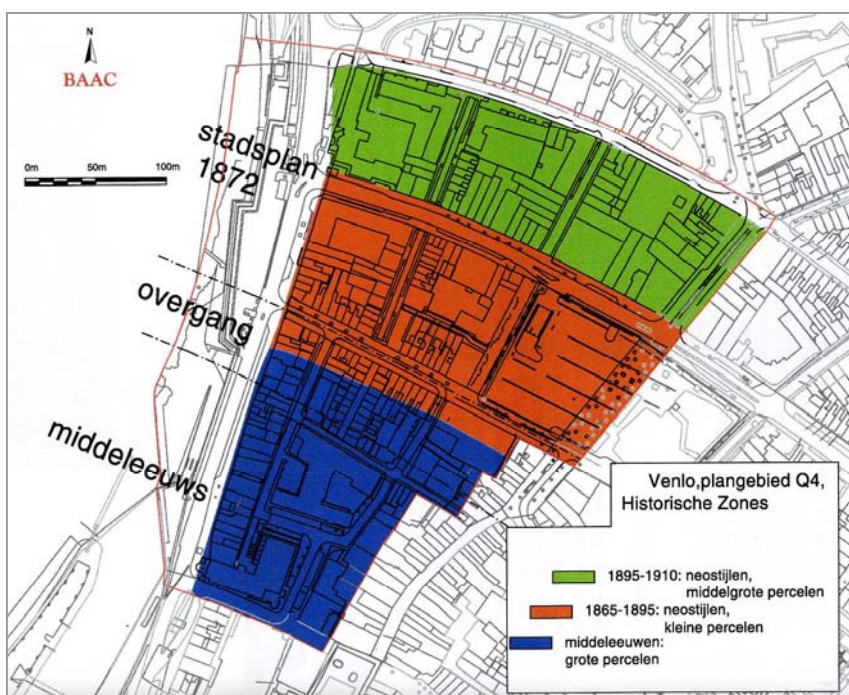 N
BAAC
0m 50m 100m
stadsplan
1872
overgang
middeleeuws
Venlo,plangebied Q4,
Historische Zones
1895-1910: neostijlen,
middelgrote percelen
1865-1895: neostijlen,
kleine percelen
middeleeuwen:
grote percelen